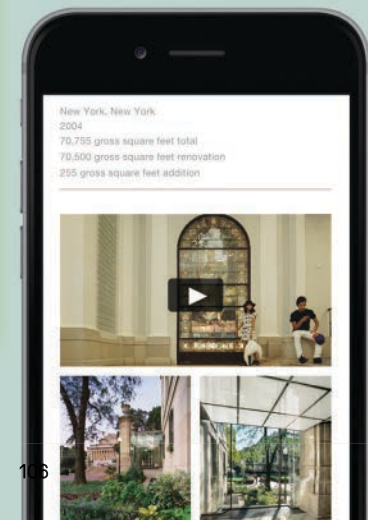 New York, New York
2004
70,755 gross square feet total
70,500 gross square feet renovation
255 gross square feet addition
106